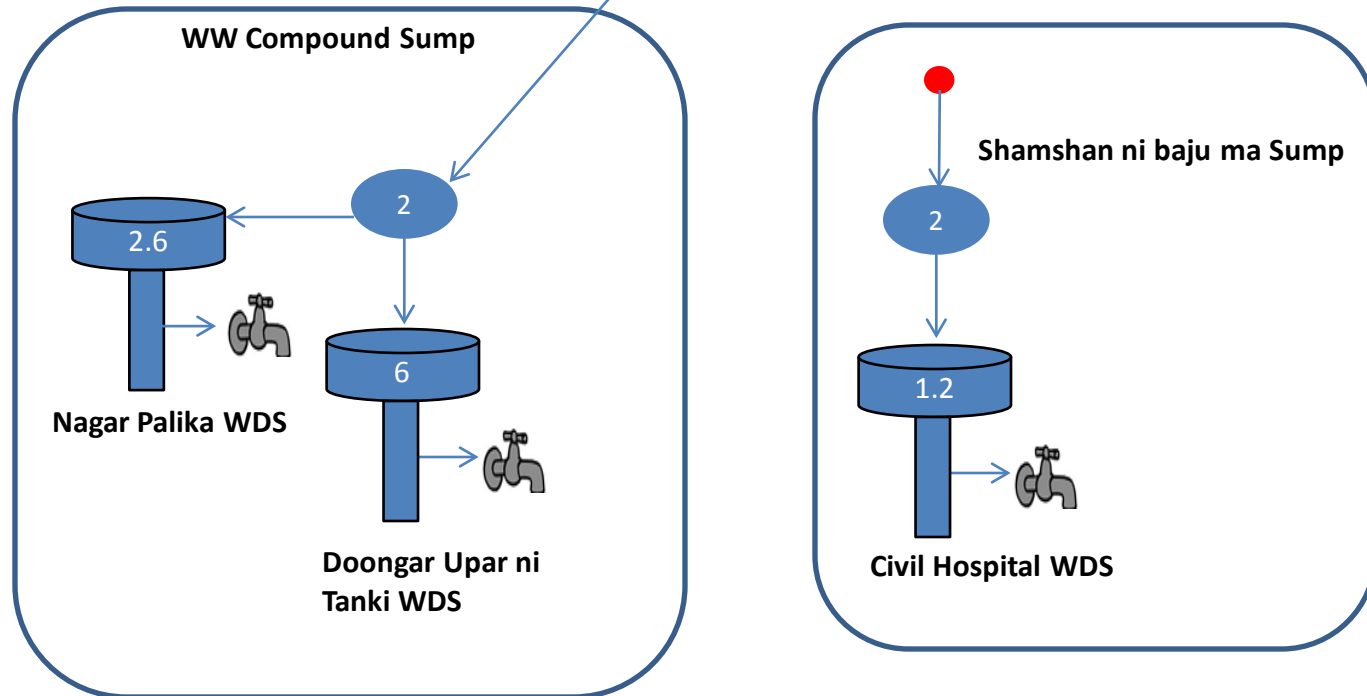 WW Compound Sump
2
2.6
6
Nagar Palika WDS
Doongar Upar ni
Tanki WDS
Shamshan ni baju ma Sump
2
1.2
Civil Hospital WDS